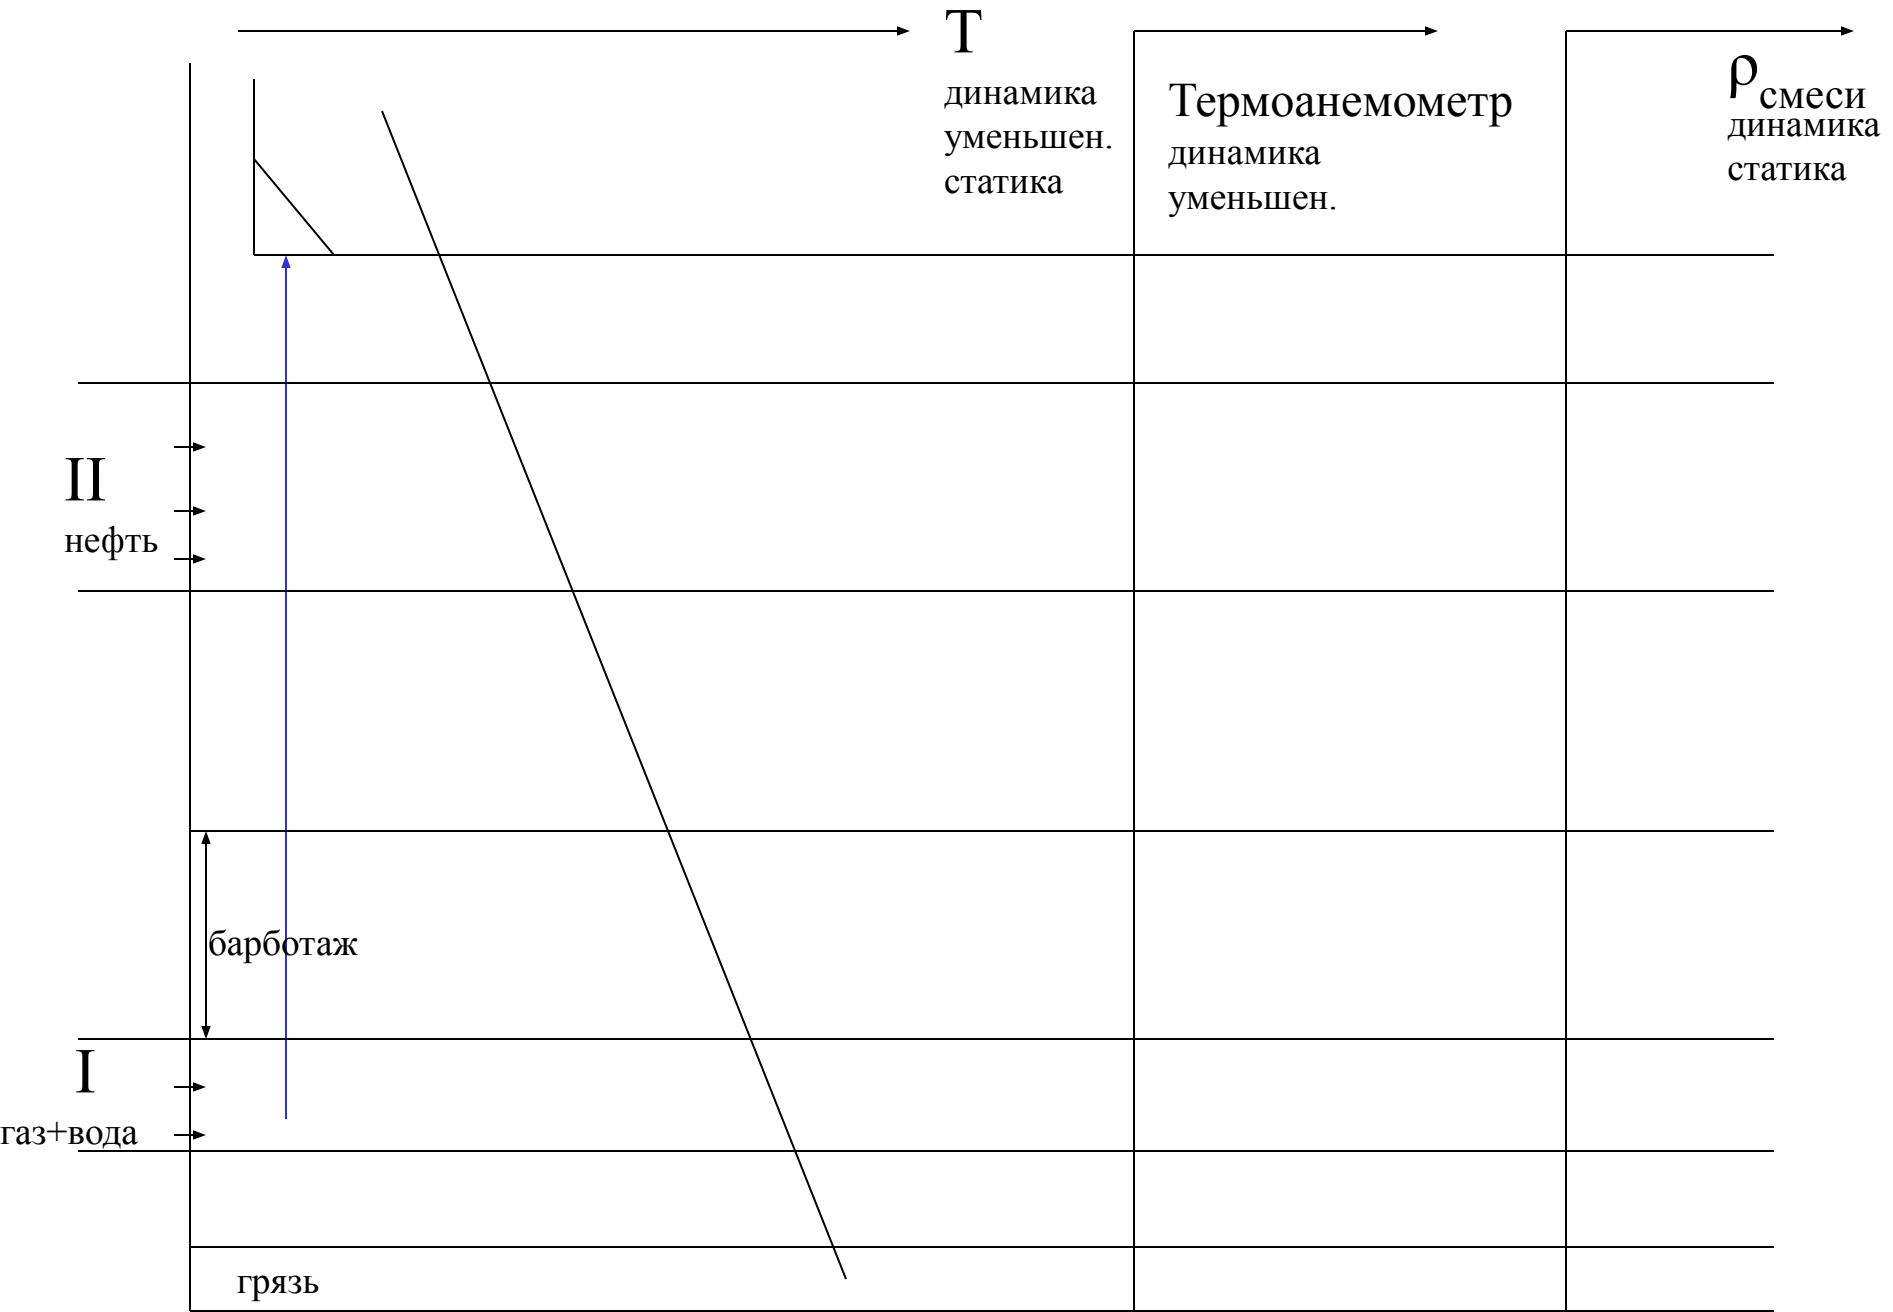 T
динамика
уменьшен.
статика
Термоанемометр
динамика
уменьшен.
ρсмеси
динамика
статика
II
нефть
барботаж
I
газ+вода
грязь